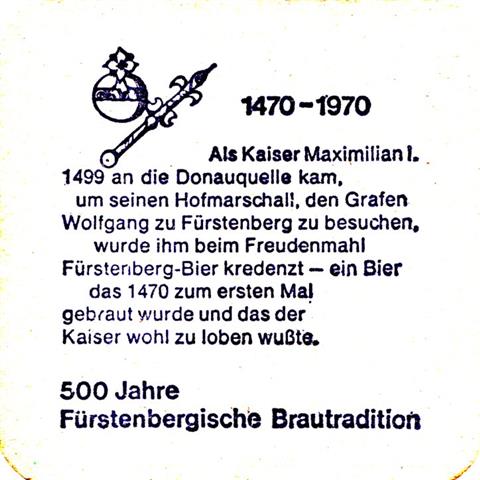 1470-1970
Als Kaiser Maximilian I.
1499 an die Donauquelle kam,
um seinen Hofmarschall, den Grafen
Wolfgang zu Fürstenberg zu besuchen,
wurde ihm beim Freudenmahl
Fürstenberg-Bier kredenzt – ein Bier
das 1470 zum ersten Mal
gebraut wurde und das der
Kaiser wohl zu loben wußte.
500 Jahre
Fürstenbergische Brautradition